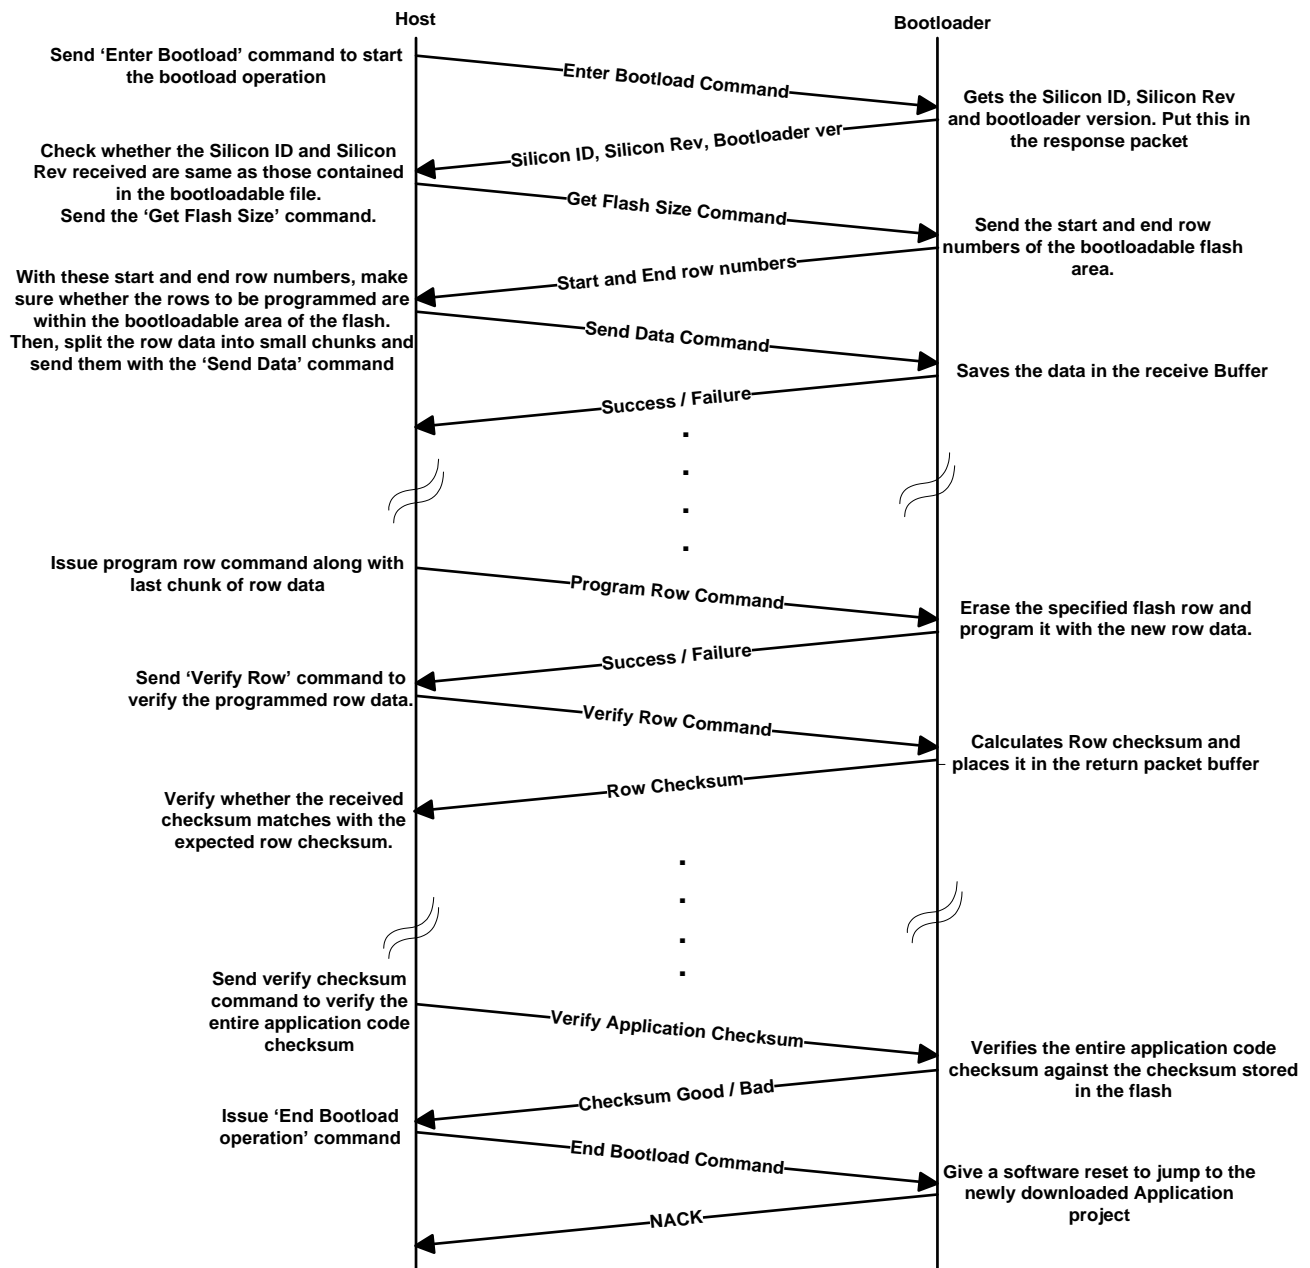 Host
Bootloader
Send ‘Enter Bootload’ command to start
the bootload operation
Enter Bootload Command
Gets the Silicon ID, Silicon Rev
and bootloader version. Put this in
the response packet
Silicon ID, Silicon Rev, Bootloader ver
Check whether the Silicon ID and Silicon
Rev received are same as those contained
in the bootloadable file.
Send the ‘Get Flash Size’ command.
Get Flash Size Command
Send the start and end row
numbers of the bootloadable flash
area.
Start and End row numbers
With these start and end row numbers, make
sure whether the rows to be programmed are
within the bootloadable area of the flash.
Then, split the row data into small chunks and
send them with the ‘Send Data’ command
Send Data Command
Saves the data in the receive Buffer
Success / Failure
Issue program row command along with
last chunk of row data
Program Row Command
Erase the specified flash row and
program it with the new row data.
Success / Failure
Send ‘Verify Row’ command to
verify the programmed row data.
Verify Row Command
Calculates Row checksum and
places it in the return packet buffer
Row Checksum
Verify whether the received
checksum matches with the
expected row checksum.
Send verify checksum
command to verify the
entire application code
checksum
Verify Application Checksum
Verifies the entire application code
checksum against the checksum stored
in the flash
Checksum Good / Bad
Issue ‘End Bootload
operation’ command
End Bootload Command
Give a software reset to jump to the
newly downloaded Application
project
NACK